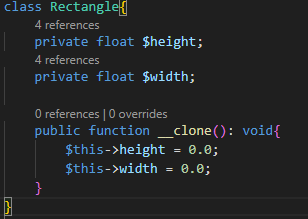 class Rectangle{
4 references
private float $height;
4 references
private float $width;
0 references | 0 overrides
public function __clone(): void{
$this->height = 0.0;
$this->width = 0.0;
}
}